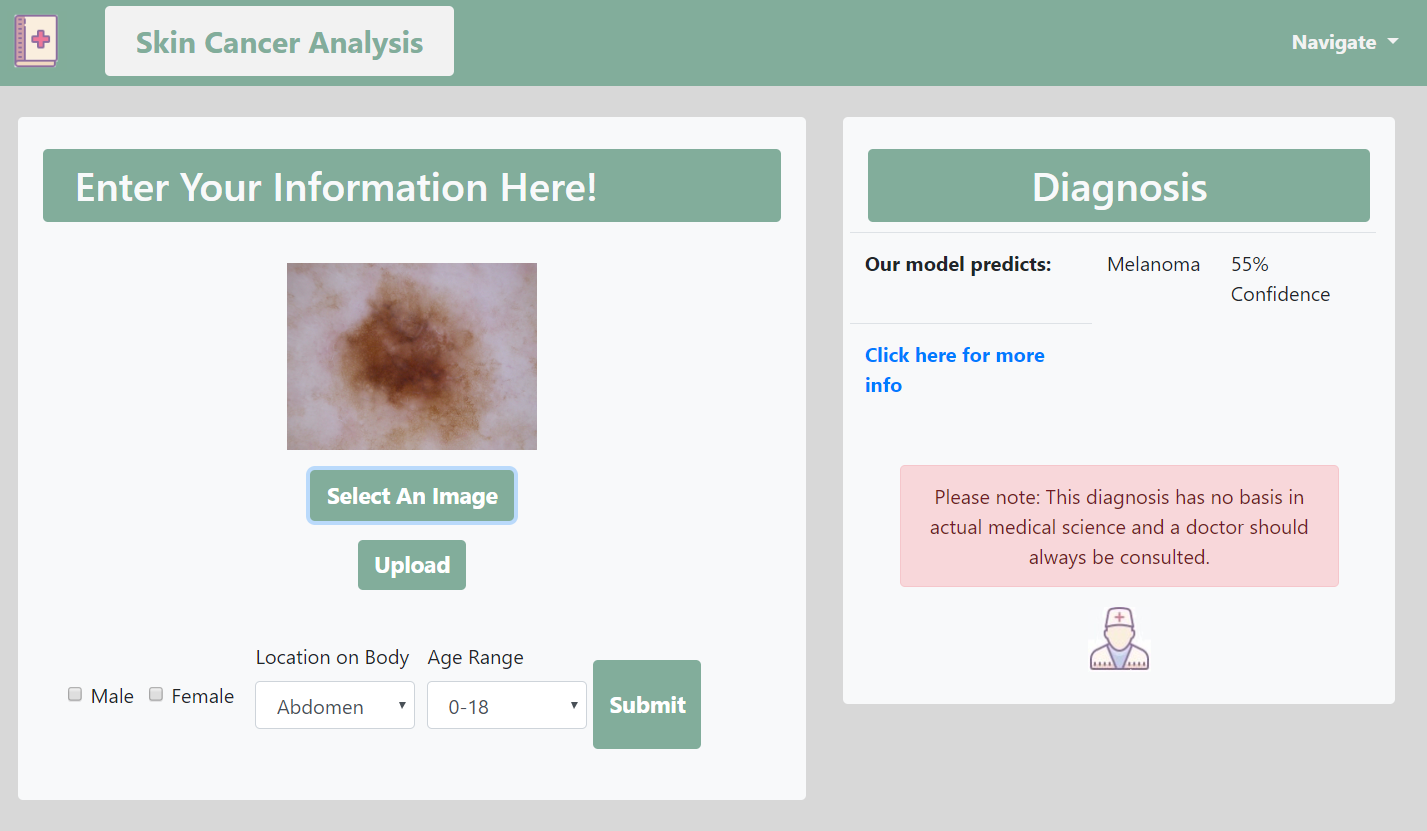 Skin Cancer Analysis
Navigate
Enter Your Information Here!
Select An Image
Upload
Location on Body
Age Range
Male
Female
Abdomen
0-18
Submit
Diagnosis
Our model predicts:
Melanoma
55%
Confidence
Click here for more
info
Please note: This diagnosis has no basis in
actual medical science and a doctor should
always be consulted.